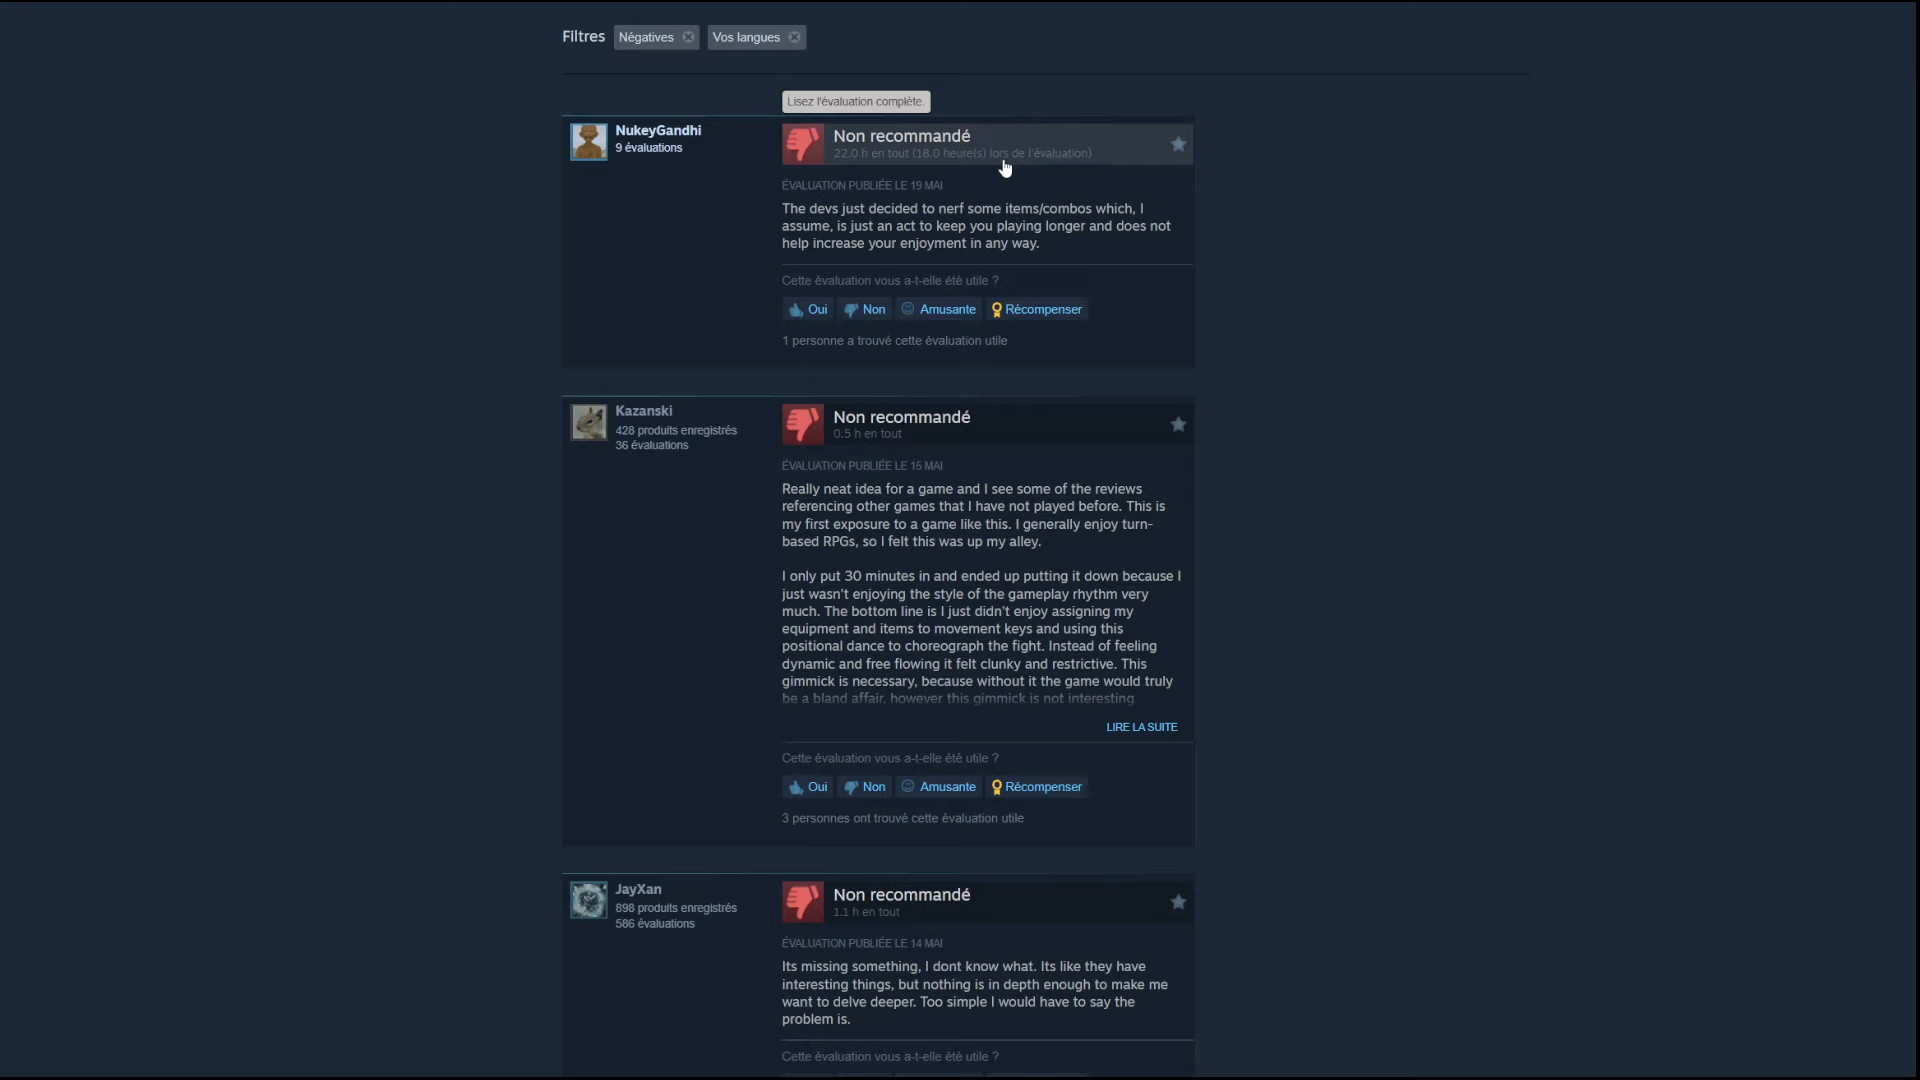 Filtres Négatives Vos langues
Lisez l'évaluation complète.
NukeyGandhi
9 évaluations
Non recommandé
22.0 h en tout (18.0 heure(s) lors de l'évaluation)
ÉVALUATION PUBLIÉE LE 19 MAI
The devs just decided to nerf some items/combos which, I
assume, is just an act to keep you playing longer and does not
help increase your enjoyment in any way.
Cette évaluation vous a-t-elle été utile ?
Oui Non Amusante Récompenser
1 personne a trouvé cette évaluation utile
Kazanski
428 produits enregistrés
36 évaluations
Non recommandé
0.5 h en tout
ÉVALUATION PUBLIÉE LE 15 MAI
Really neat idea for a game and I see some of the reviews
referencing other games that I have not played before. This is
my first exposure to a game like this. I generally enjoy turn-
based RPGs, so I felt this was up my alley.
I only put 30 minutes in and ended up putting it down because I
just wasn't enjoying the style of the gameplay rhythm very
much. The bottom line is I just didn't enjoy assigning my
equipment and items to movement keys and using this
positional dance to choreograph the fight. Instead of feeling
dynamic and free flowing it felt clunky and restrictive. This
gimmick is necessary, because without it the game would truly
be a bland affair, however this gimmick is not interesting
LIRE LA SUITE
Cette évaluation vous a-t-elle été utile ?
Oui Non Amusante Récompenser
3 personnes ont trouvé cette évaluation utile
JayXan
898 produits enregistrés
586 évaluations
Non recommandé
1.1 h en tout
ÉVALUATION PUBLIÉE LE 14 MAI
Its missing something, I dont know what. Its like they have
interesting things, but nothing is in depth enough to make me
want to delve deeper. Too simple I would have to say the
problem is.
Cette évaluation vous a-t-elle été utile ?